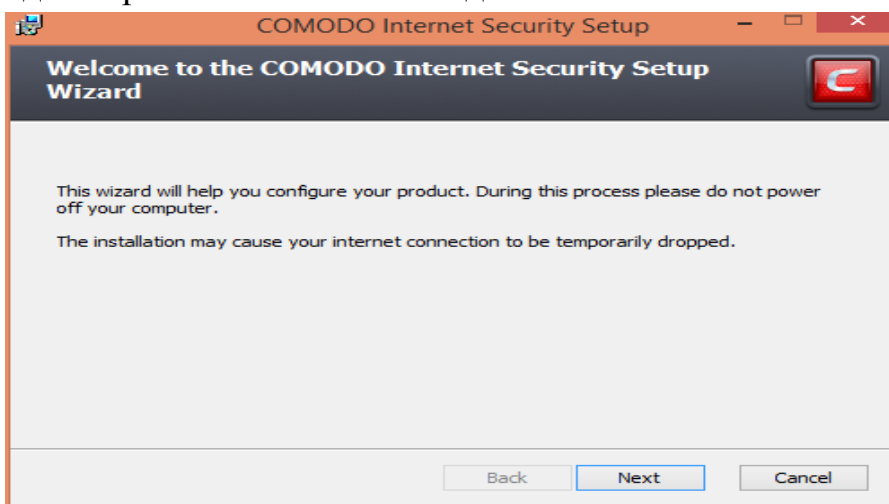 COMODO Internet Security Setup
Welcome to the COMODO Internet Security Setup
Wizard
This wizard will help you configure your product. During this process please do not power
off your computer.
The installation may cause your internet connection to be temporarily dropped.
Back Next Cancel